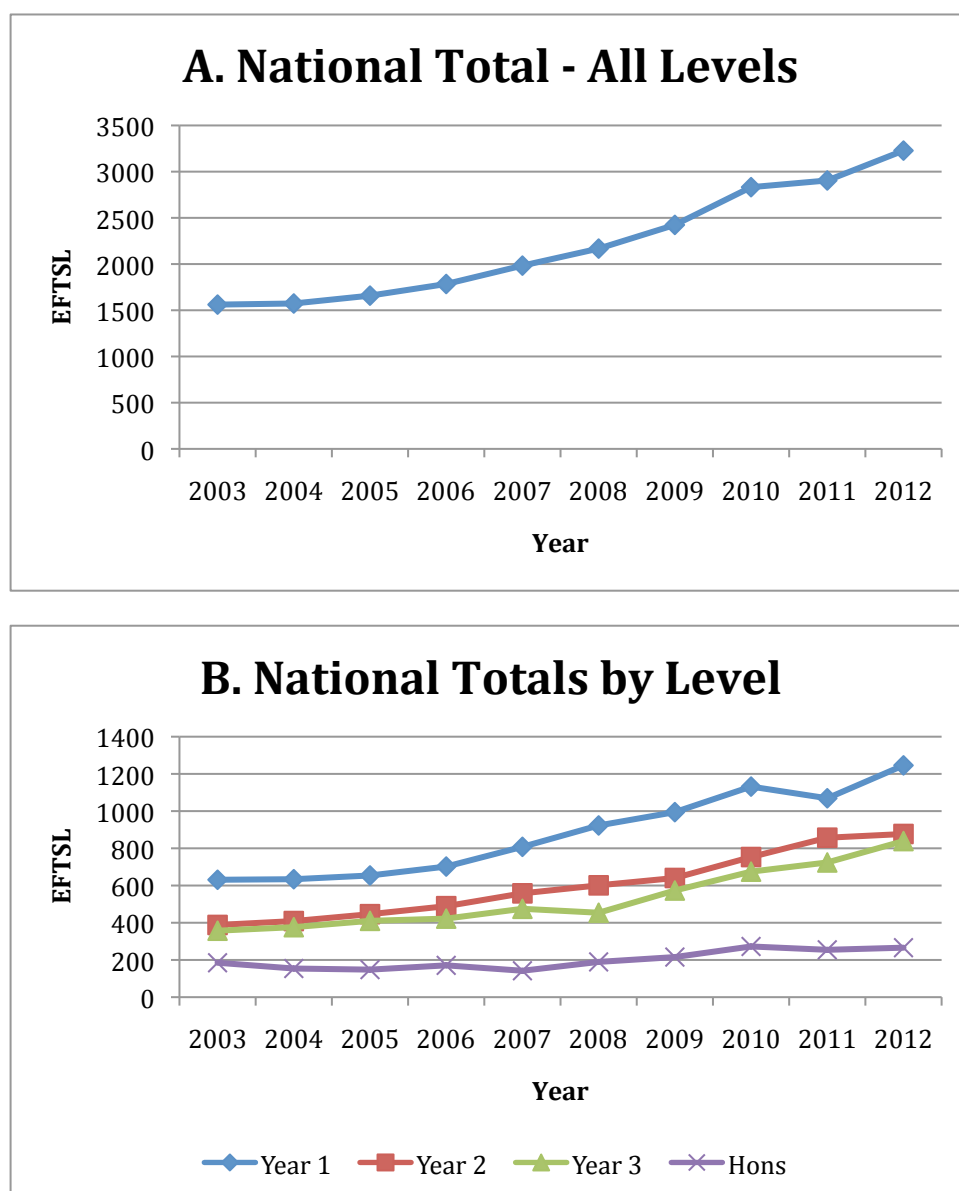 A. National Total - All Levels
3500
3000
2500
2000
1500
1000
500
0
EFTSL
2003 2004 2005 2006 2007 2008 2009 2010 2011 2012
Year
B. National Totals by Level
1400
1200
1000
800
600
400
200
0
EFTSL
2003 2004 2005 2006 2007 2008 2009 2010 2011 2012
Year
Year 1 Year 2 Year 3 Hons